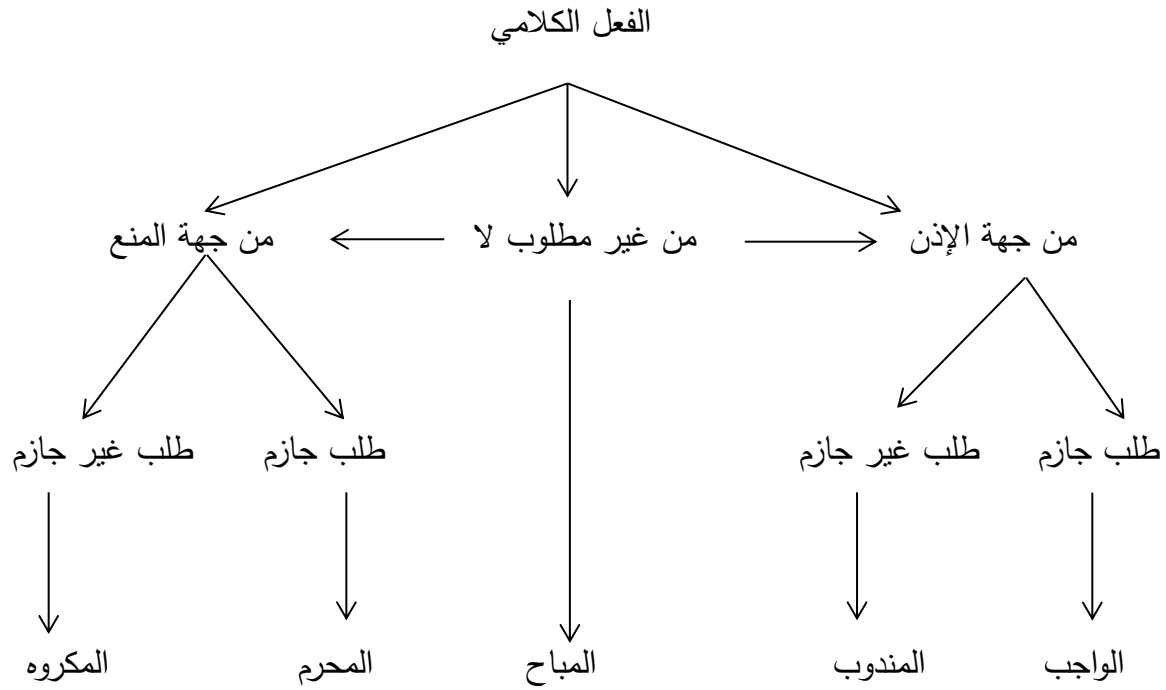 الفعل الكلامي
من جهة الإذن من غير مطلوب لا من جهة المنع
طلب جازم طلب غير جازم طلب جازم طلب غير جازم
الواجب المندوب المباح المحرم المكروه